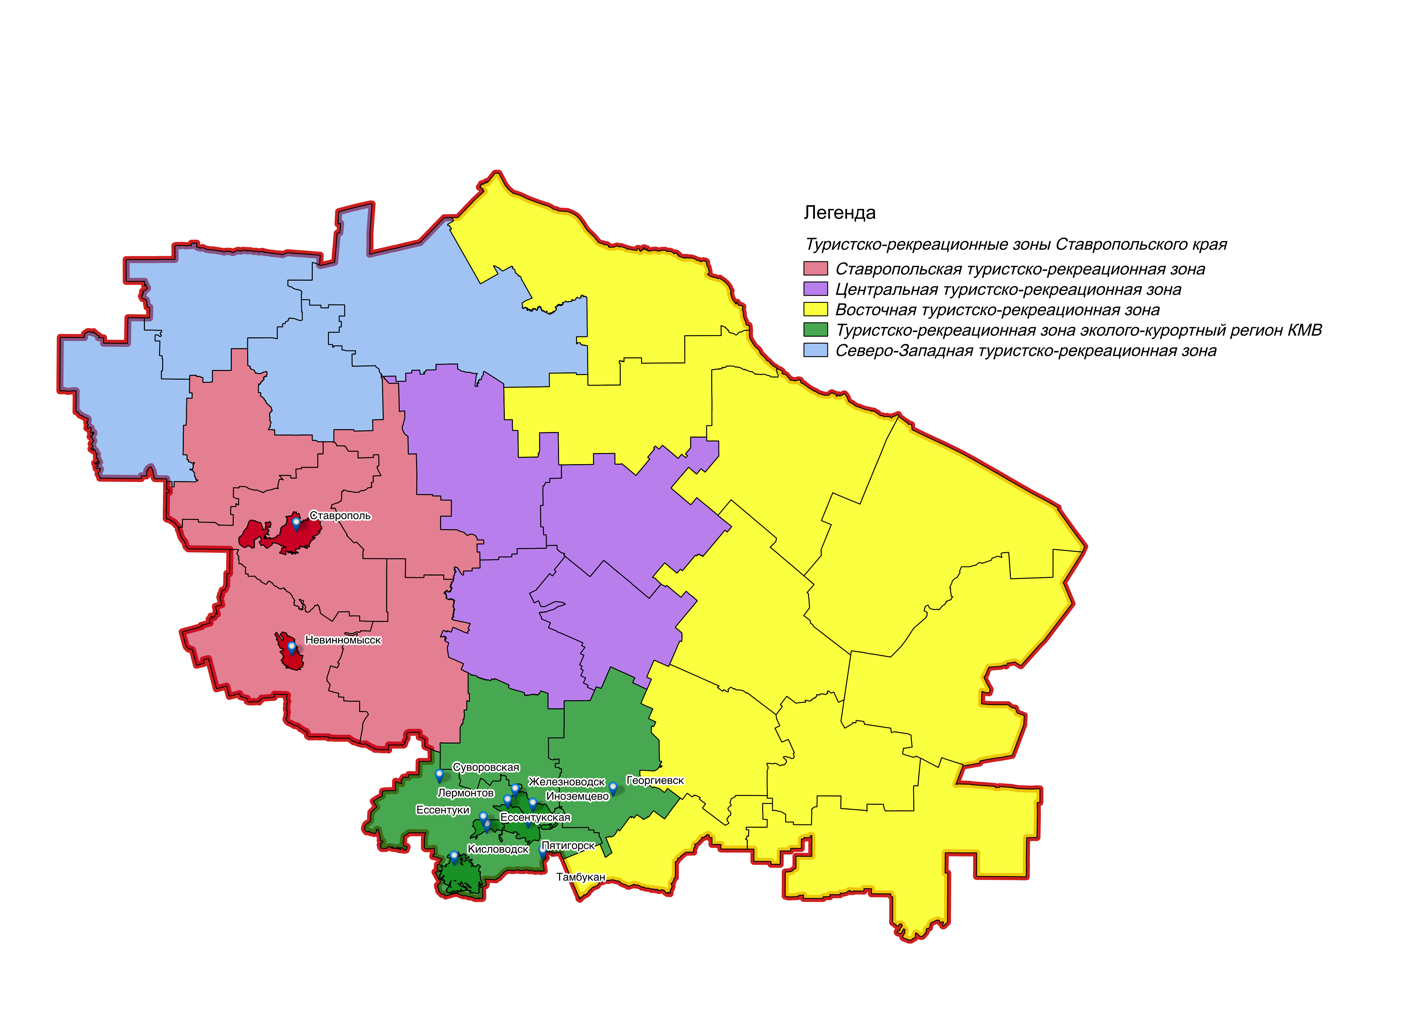 Легенда
Туристско-рекреационные зоны Ставропольского края
Ставропольская туристско-рекреационная зона
Центральная туристско-рекреационная зона
Восточная туристско-рекреационная зона
Туристско-рекреационная зона эколого-курортный регион КМВ
Северо-Западная туристско-рекреационная зона
Ставрополь
Невинномысск
Суворовская
Железноводск
Георгиевск
Лермонтов
Иноземцево
Ессентуки
Ессентукская
Пятигорск
Кисловодск
Тамбукан